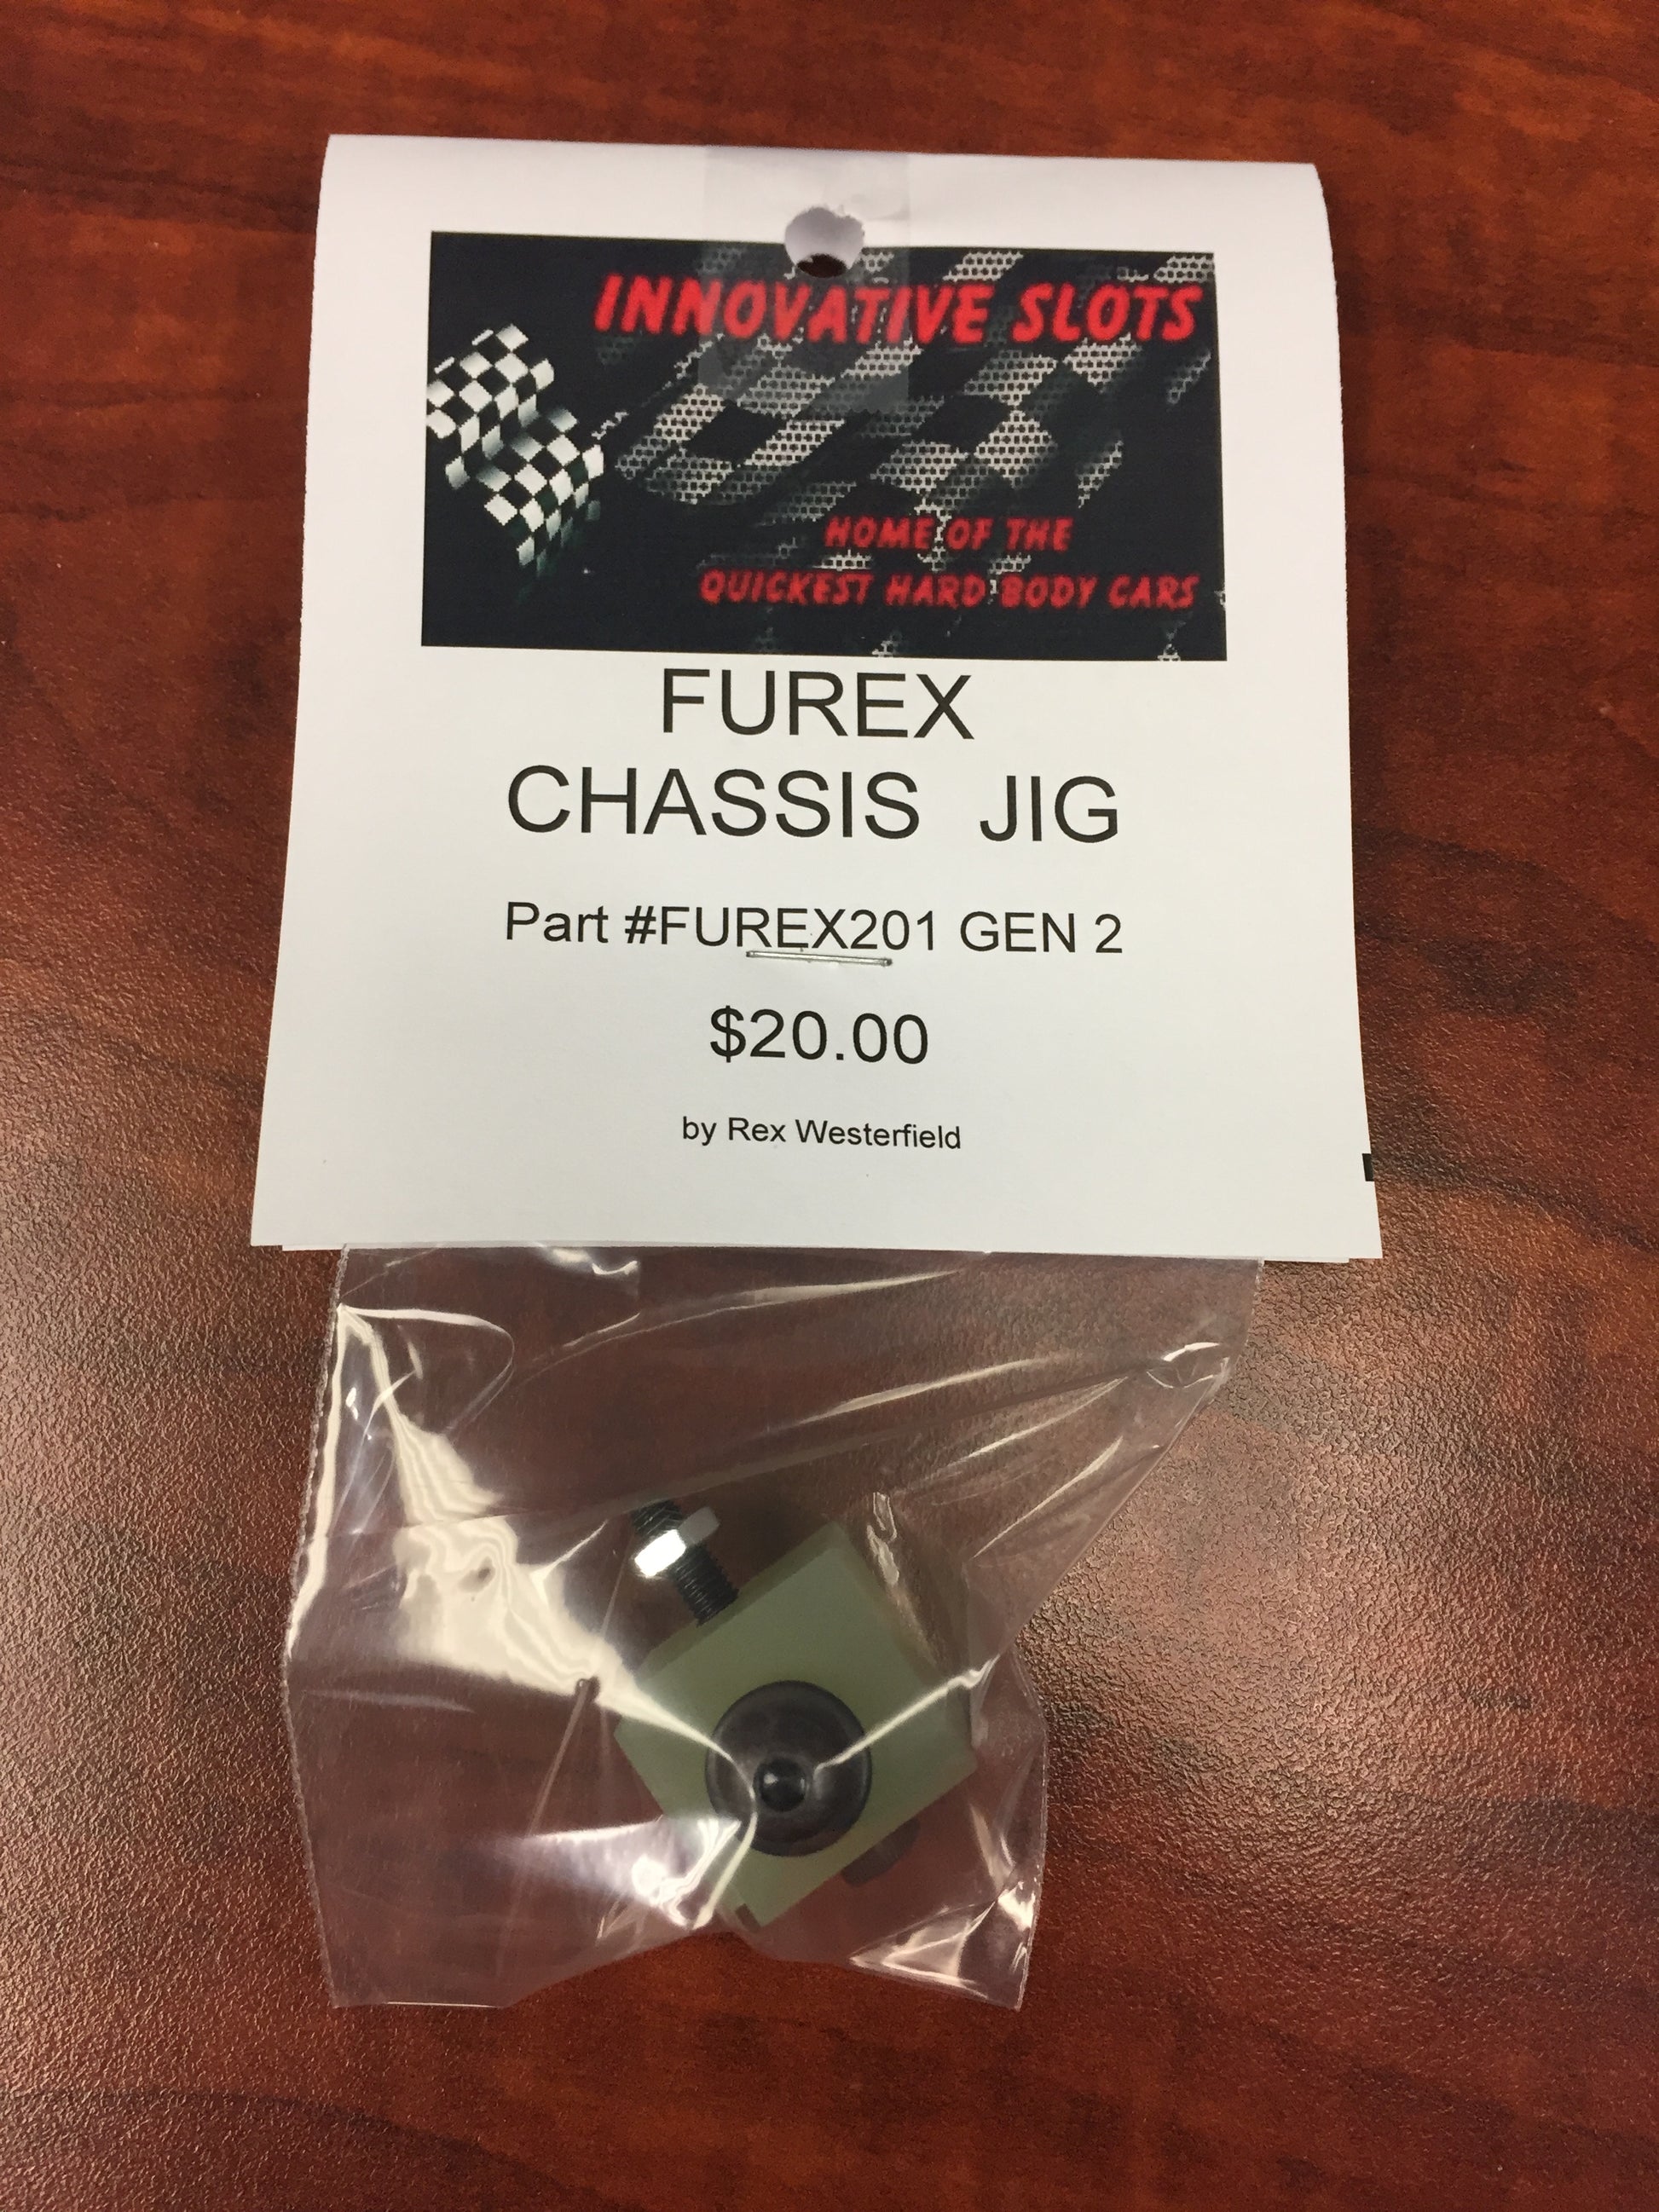 INNOVATIVE SLOTS
HOME OF THE
QUICKEST HARD BODY CARS
FUREX
CHASSIS JIG
Part #FUREX201 GEN 2
$20.00
by Rex Westerfield